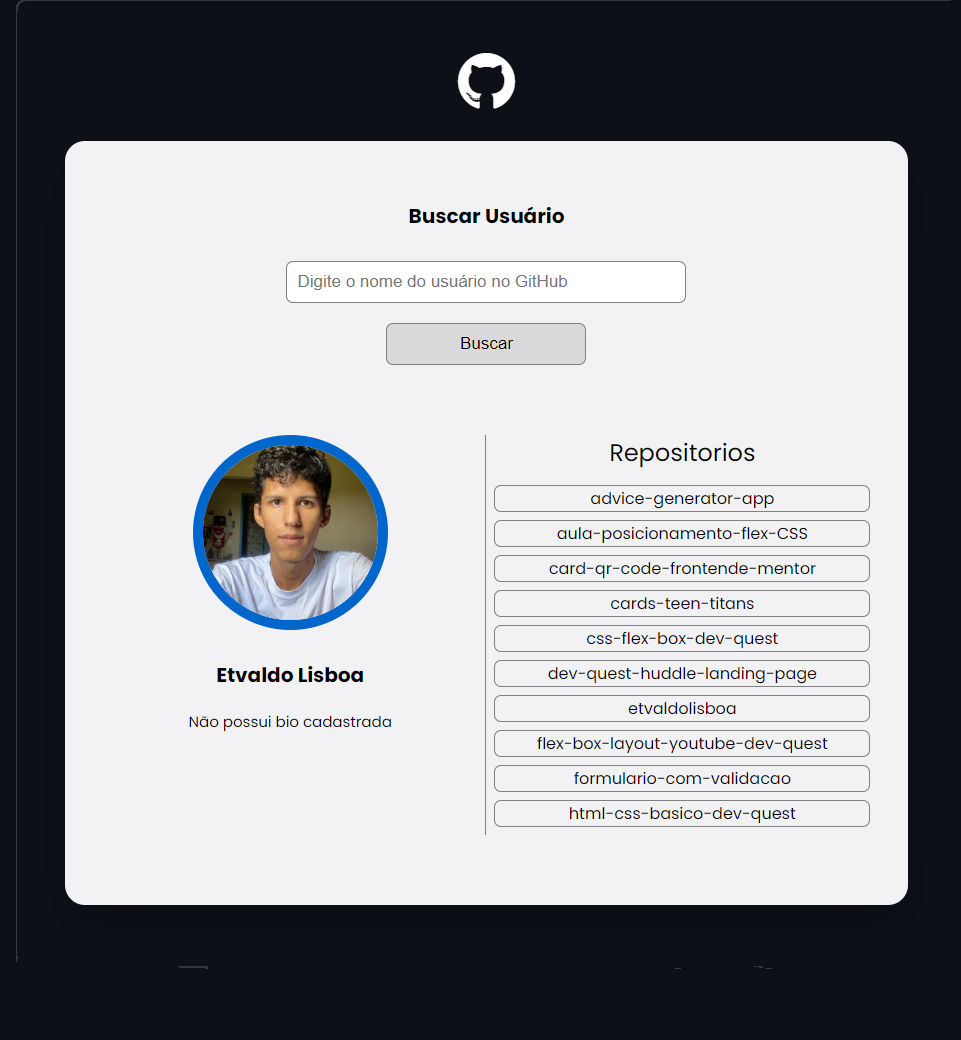 Buscar Usuário
Digite o nome do usuário no GitHub
Buscar
Etvaldo Lisboa
Não possui bio cadastrada
Repositorios
advice-generator-app
aula-posicionamento-flex-CSS
card-qr-code-frontende-mentor
cards-teen-titans
css-flex-box-dev-quest
dev-quest-huddle-landing-page
etvaldolisboa
flex-box-layout-youtube-dev-quest
formulario-com-validacao
html-css-basico-dev-quest